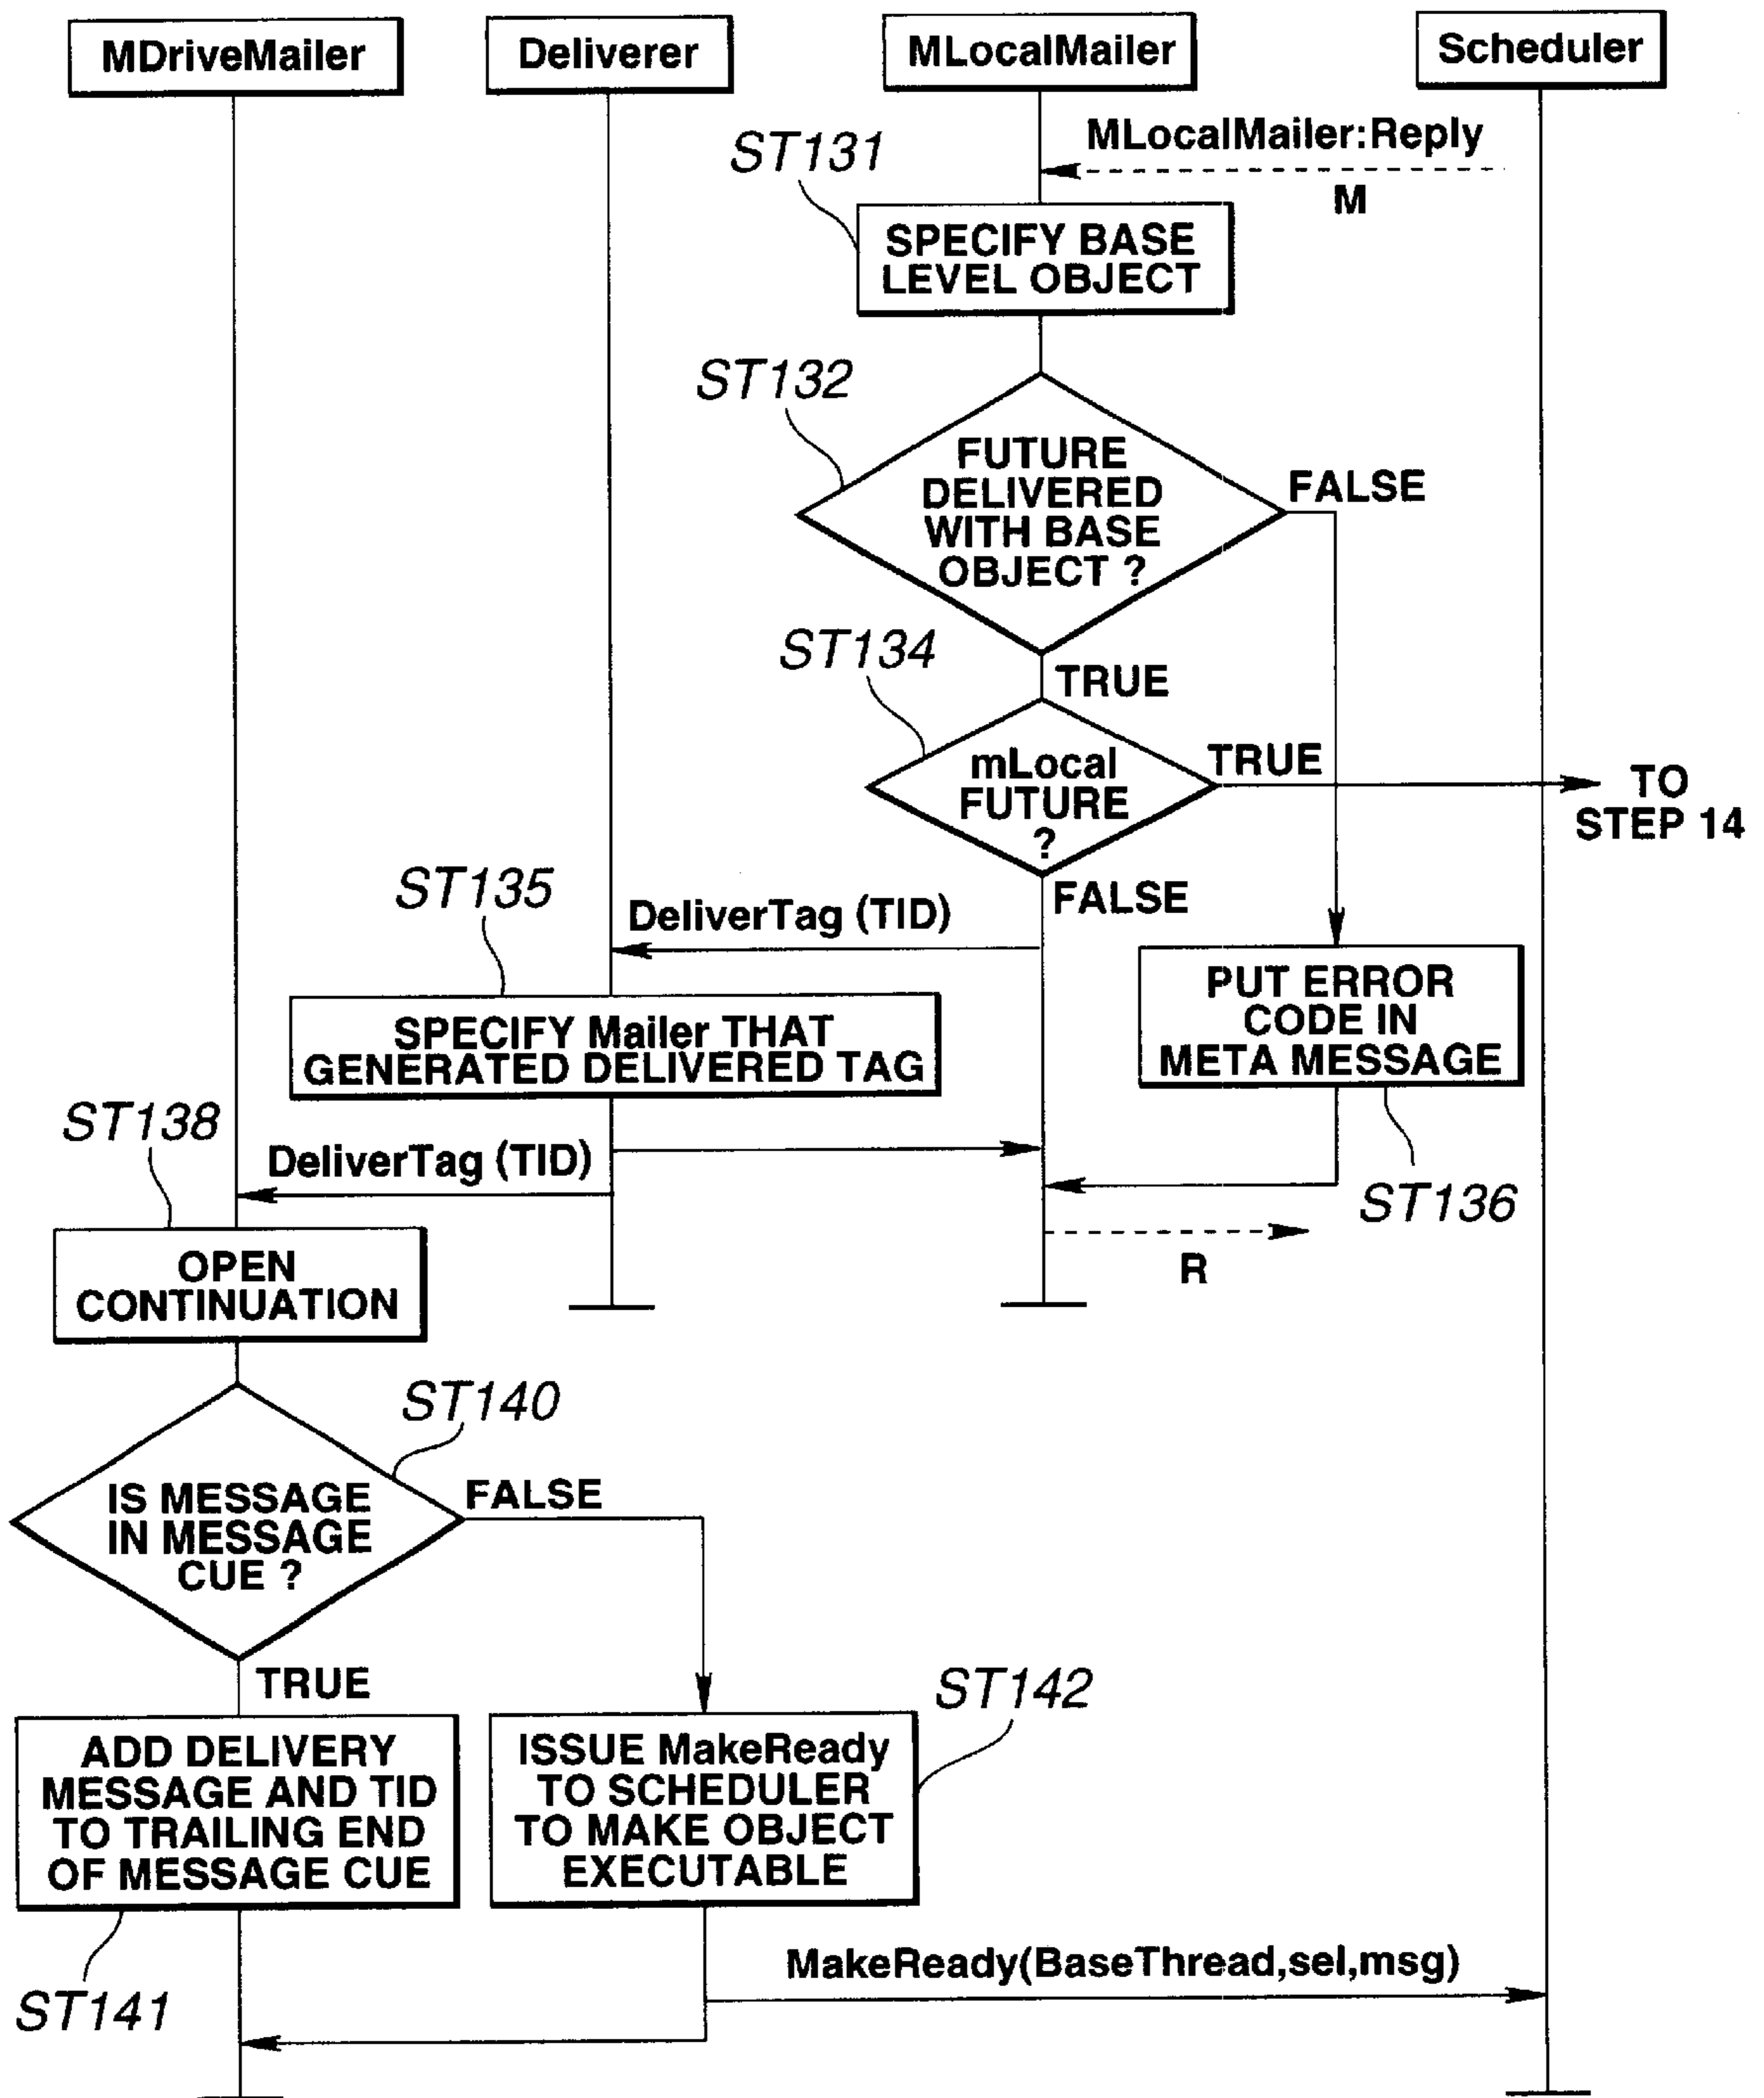 MDriveMailer
Deliverer
MLocalMailer
Scheduler
MLocalMailer:Reply
M
ST131
SPECIFY BASE
LEVEL OBJECT
ST132
FUTURE
DELIVERED
WITH BASE
OBJECT ?
FALSE
TRUE
ST134
mLocal
FUTURE
?
TRUE
TO
STEP 14
FALSE
DeliverTag (TID)
ST135
SPECIFY Mailer THAT
GENERATED DELIVERED TAG
PUT ERROR
CODE IN
META MESSAGE
ST136
DeliverTag (TID)
R
ST138
OPEN
CONTINUATION
ST140
IS MESSAGE
IN MESSAGE
CUE ?
FALSE
TRUE
ADD DELIVERY
MESSAGE AND TID
TO TRAILING END
OF MESSAGE CUE
ST141
ST142
ISSUE MakeReady
TO SCHEDULER
TO MAKE OBJECT
EXECUTABLE
MakeReady(BaseThread,sel,msg)